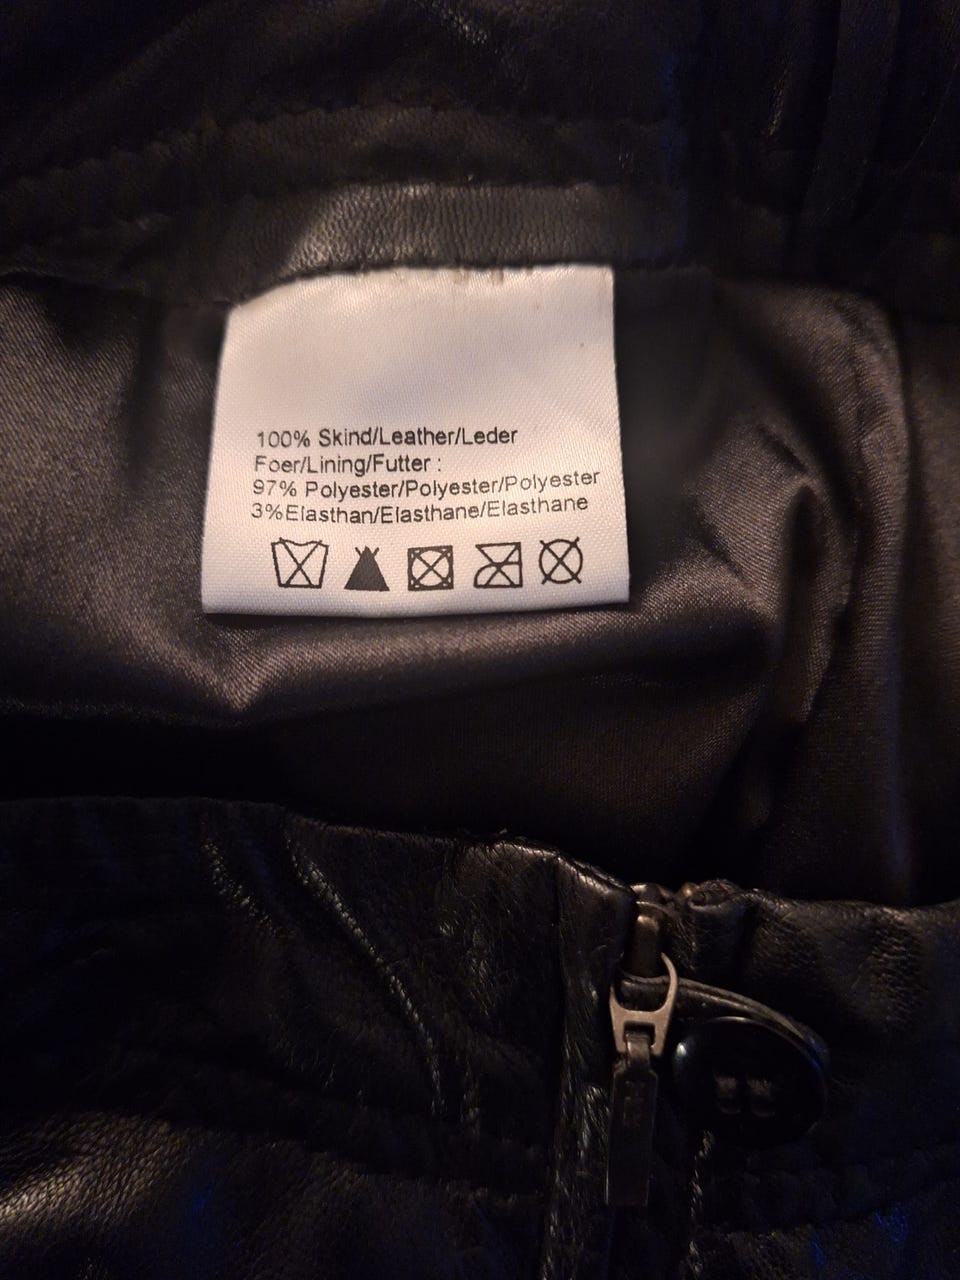 100% Skind/Leather/Leder
Foer/Lining/Futter :
97% Polyester/Polyester/Polyester
3%Elasthan/Elasthane/Elasthane